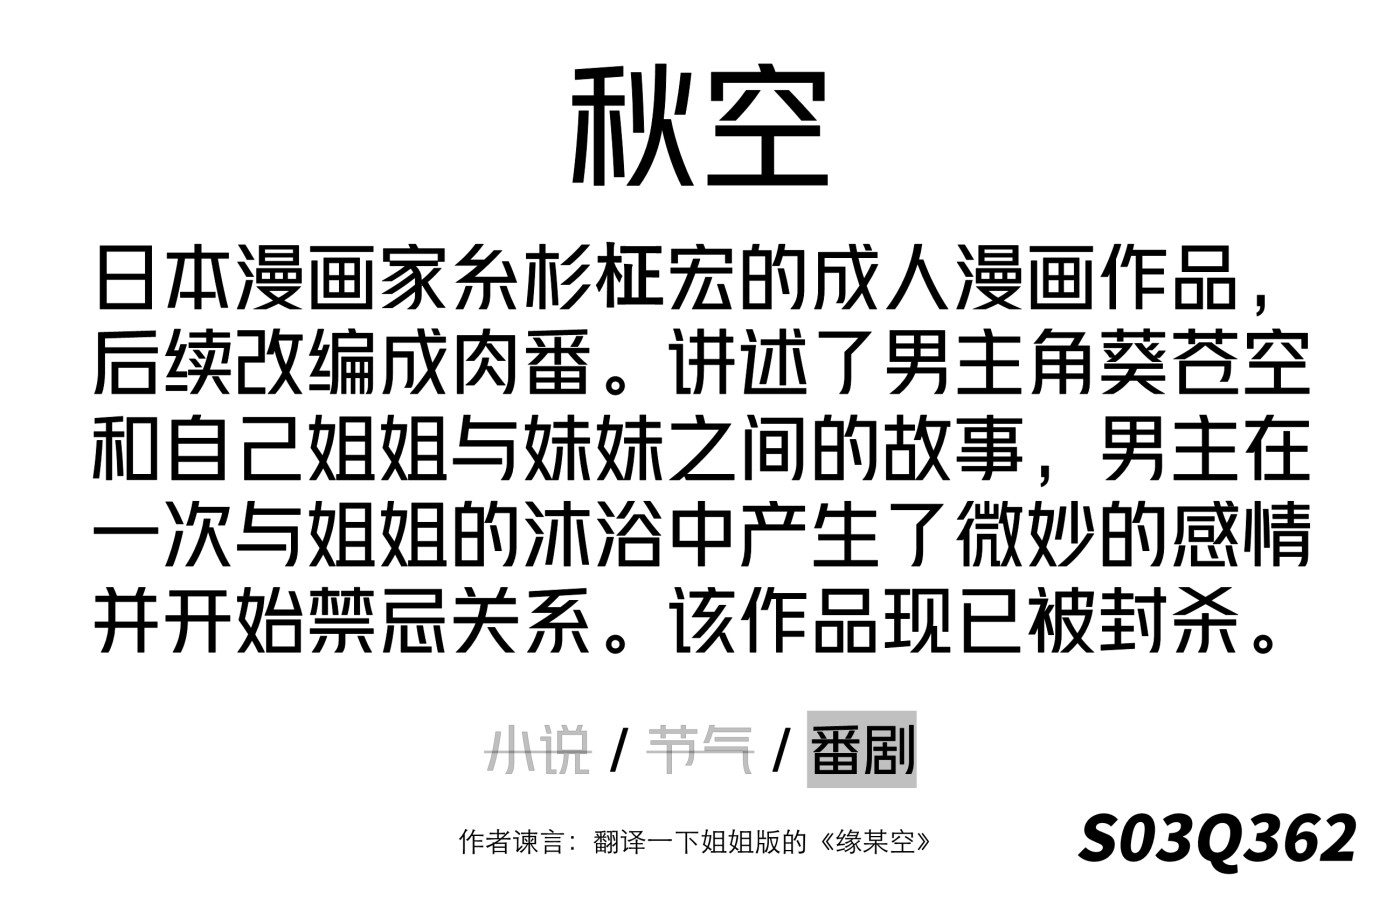 秋空
日本漫画家糸杉柾宏的成人漫画作品，
后续改编成肉番。讲述了男主角葵苍空
和自己姐姐与妹妹之间的故事，男主在
一次与姐姐的沐浴中产生了微妙的感情
并开始禁忌关系。该作品现已被封杀。
小说 / 节气 / 番剧
作者谏言：翻译一下姐姐版的《缘某空》
S03Q362